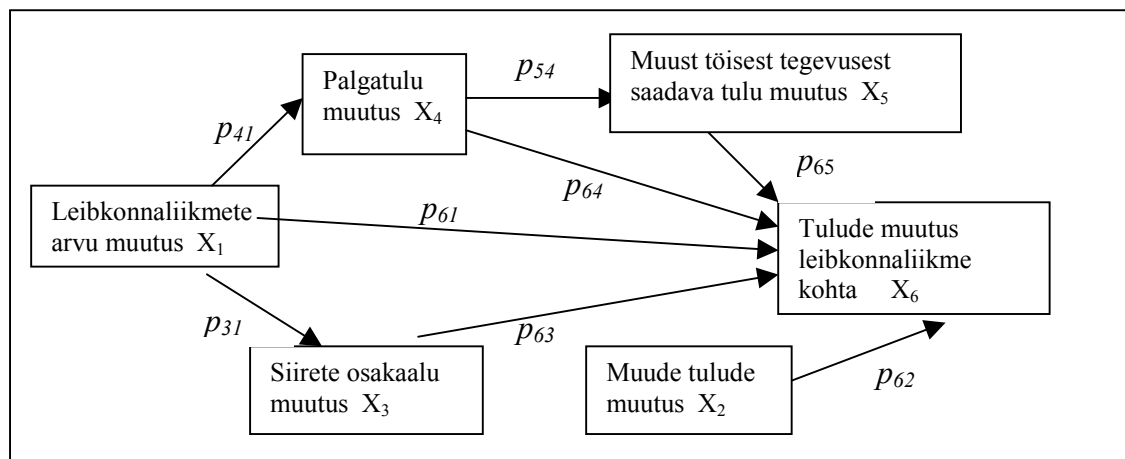 Palgatulu
muutus X₄
p₅₄
Muust töisest tegevusest
saadava tulu muutus X₅
p₄₁
p₆₄
p₆₅
Leibkonnaliikmete
arvu muutus X₁
p₆₁
Tulude muutus
leibkonnaliikme
kohta X₆
p₃₁
p₆₃
Siirete osakaalu
muutus X₃
Muude tulude
muutus X₂
p₆₂